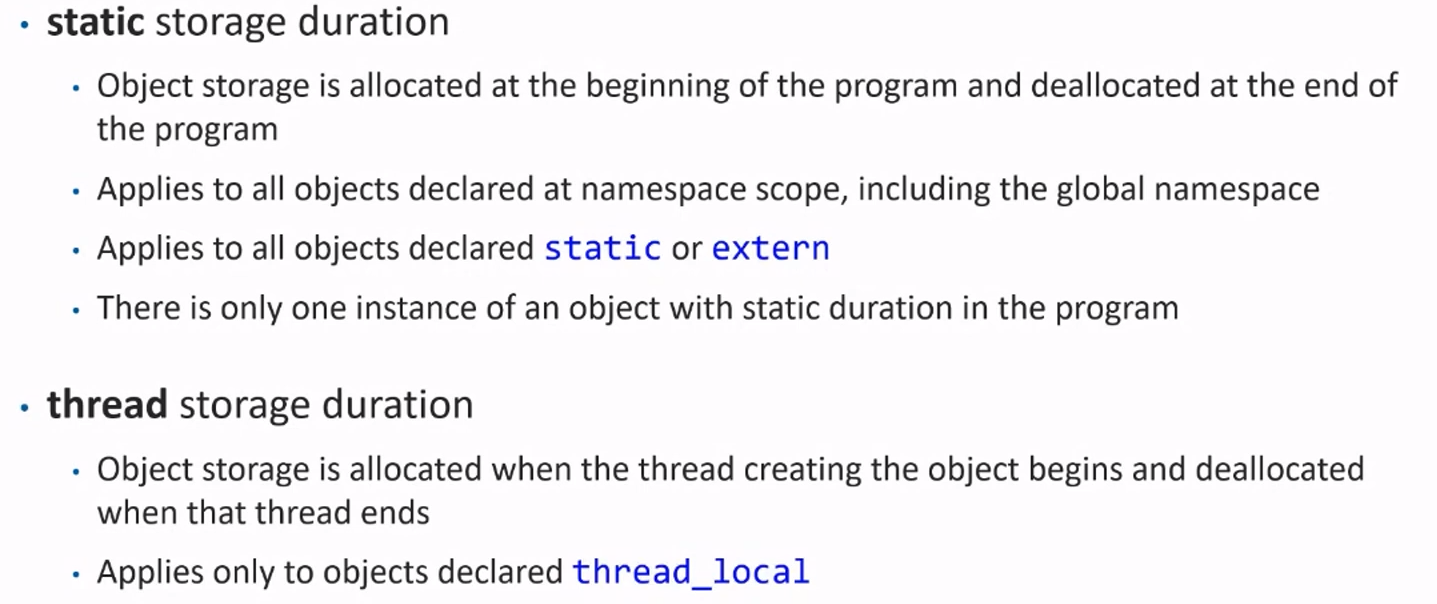 • static storage duration
• Object storage is allocated at the beginning of the program and deallocated at the end of
the program
• Applies to all objects declared at namespace scope, including the global namespace
• Applies to all objects declared static or extern
• There is only one instance of an object with static duration in the program
• thread storage duration
• Object storage is allocated when the thread creating the object begins and deallocated
when that thread ends
• Applies only to objects declared thread_local